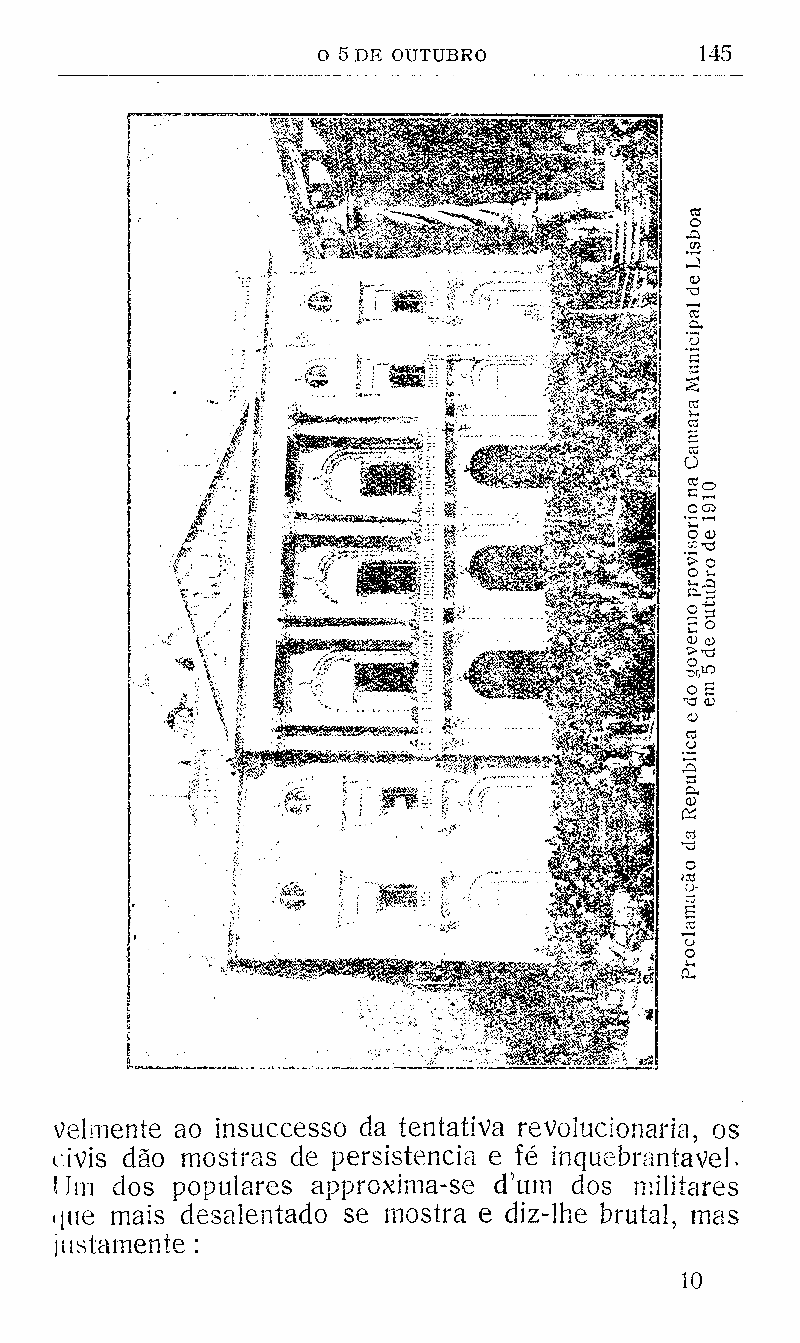 O 5 DE OUTUBRO 145
Proclamação da Republica e do governo provisorio na Camara Municipal de Lisboa
em 5 de outubro de 1910
velmente ao insuccesso da tentativa revolucionaria, os
civis dão mostras de persistencia e fé inquebrantavel.
Um dos populares approxima-se d'um dos militares
que mais desalentado se mostra e diz-lhe brutal, mas
justamente :
10